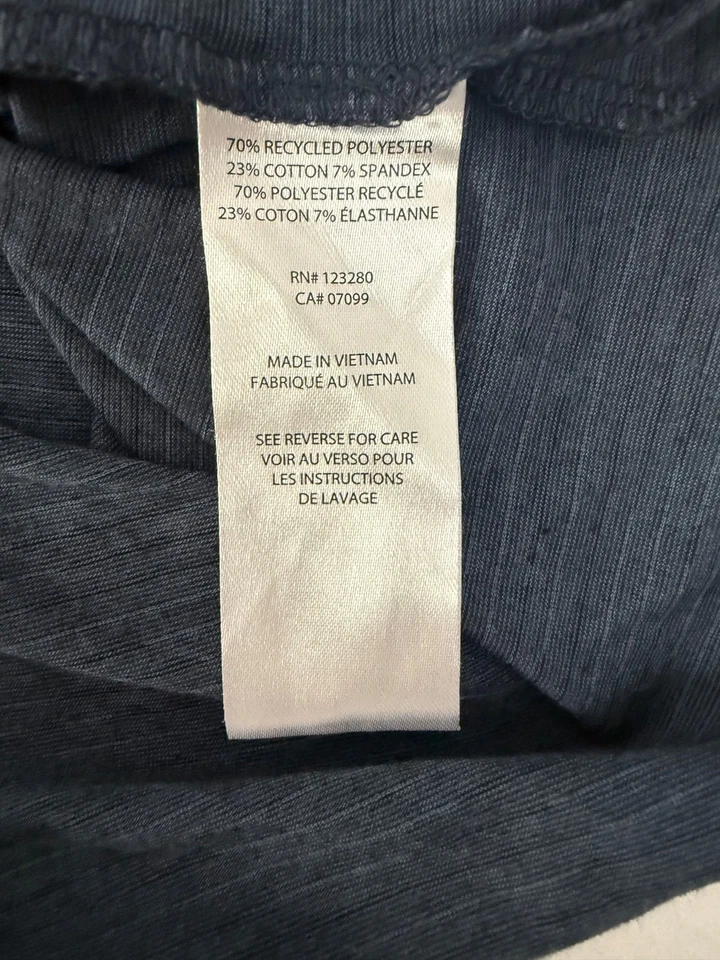 70% RECYCLED POLYESTER
23% COTTON 7% SPANDEX
70% POLYESTER RECYCLÉ
23% COTON 7% ÉLASTHANNE
RN# 123280
CA# 07099
MADE IN VIETNAM
FABRIQUÉ AU VIETNAM
SEE REVERSE FOR CARE
VOIR AU VERSO POUR
LES INSTRUCTIONS
DE LAVAGE